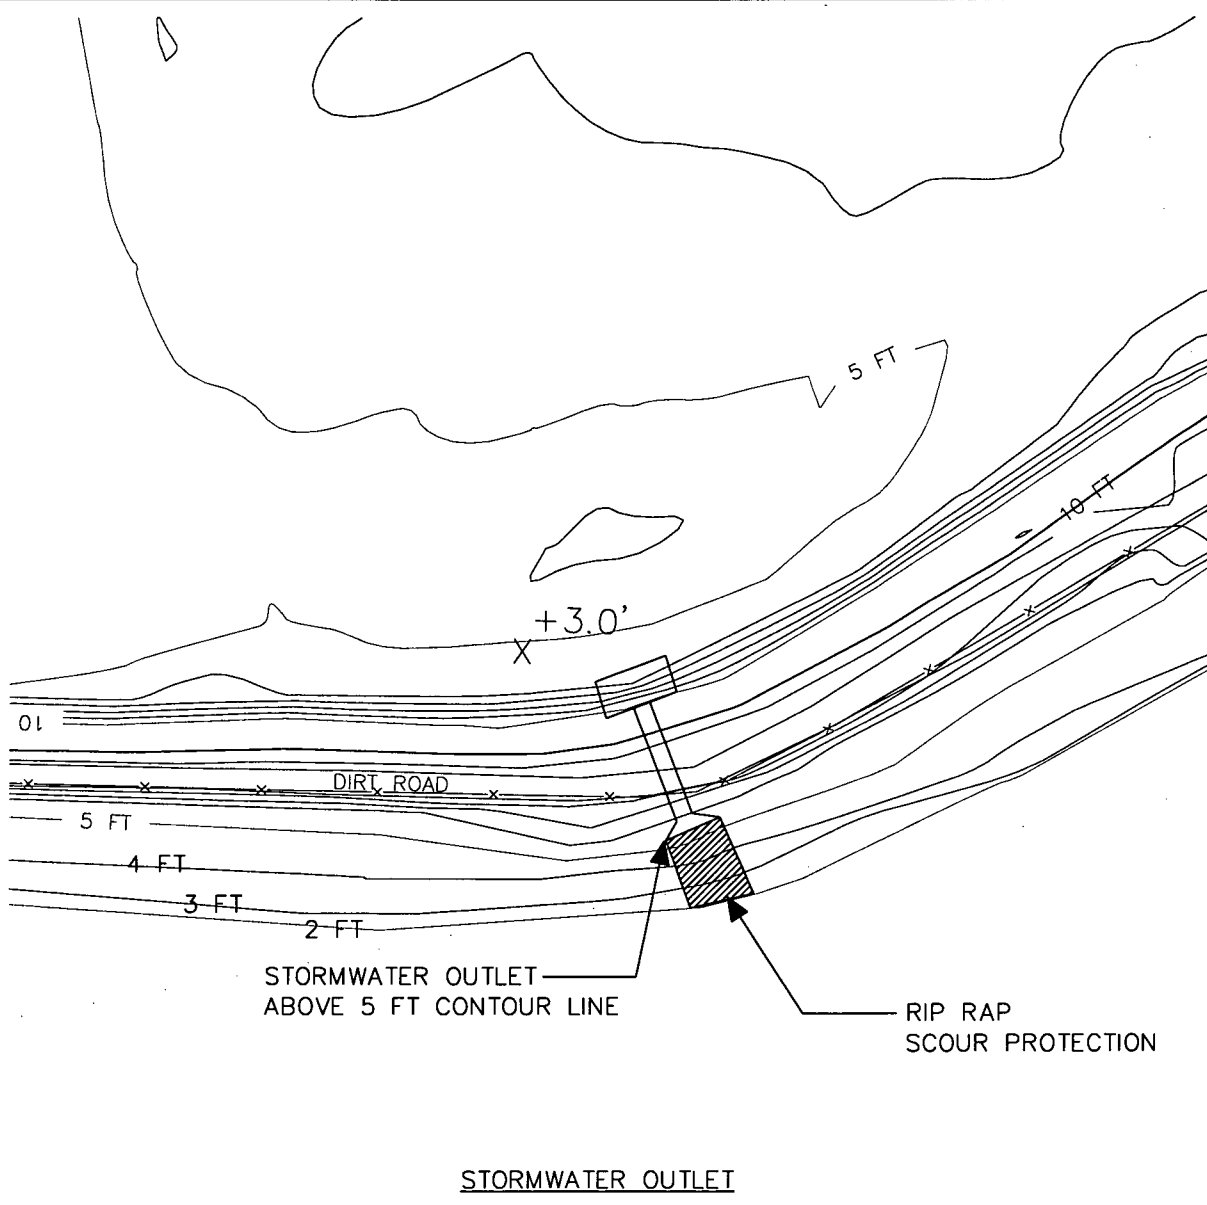 5 FT
10 FT
+3.0'
X
10
DIRT ROAD
5 FT
4 FT
3 FT
2 FT
STORMWATER OUTLET
ABOVE 5 FT CONTOUR LINE
RIP RAP
SCOUR PROTECTION
STORMWATER OUTLET